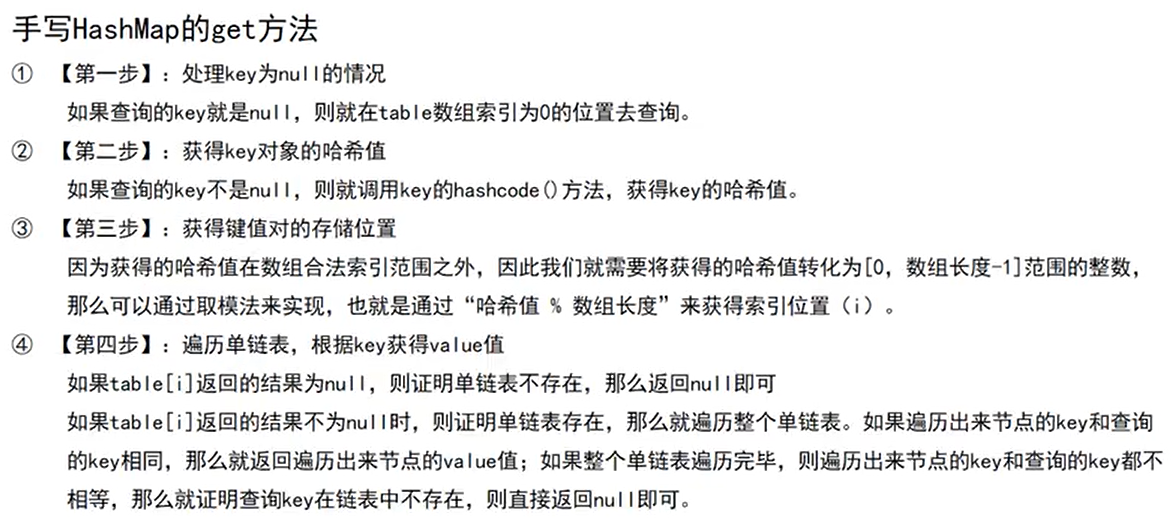 手写HashMap的get方法
① 【第一步】：处理key为null的情况
如果查询的key就是null，则就在table数组索引为0的位置去查询。
② 【第二步】：获得key对象的哈希值
如果查询的key不是null，则就调用key的hashcode()方法，获得key的哈希值。
③ 【第三步】：获得键值对的存储位置
因为获得的哈希值在数组合法索引范围之外，因此我们就需要将获得的哈希值转化为[0，数组长度-1]范围的整数，
那么可以通过取模法来实现，也就是通过“哈希值 % 数组长度”来获得索引位置（i）。
④ 【第四步】：遍历单链表，根据key获得value值
如果table[i]返回的结果为null，则证明单链表不存在，那么返回null即可
如果table[i]返回的结果不为null时，则证明单链表存在，那么就遍历整个单链表。如果遍历出来节点的key和查询
的key相同，那么就返回遍历出来节点的value值；如果整个单链表遍历完毕，则遍历出来节点的key和查询的key都不
相等，那么就证明查询key在链表中不存在，则直接返回null即可。